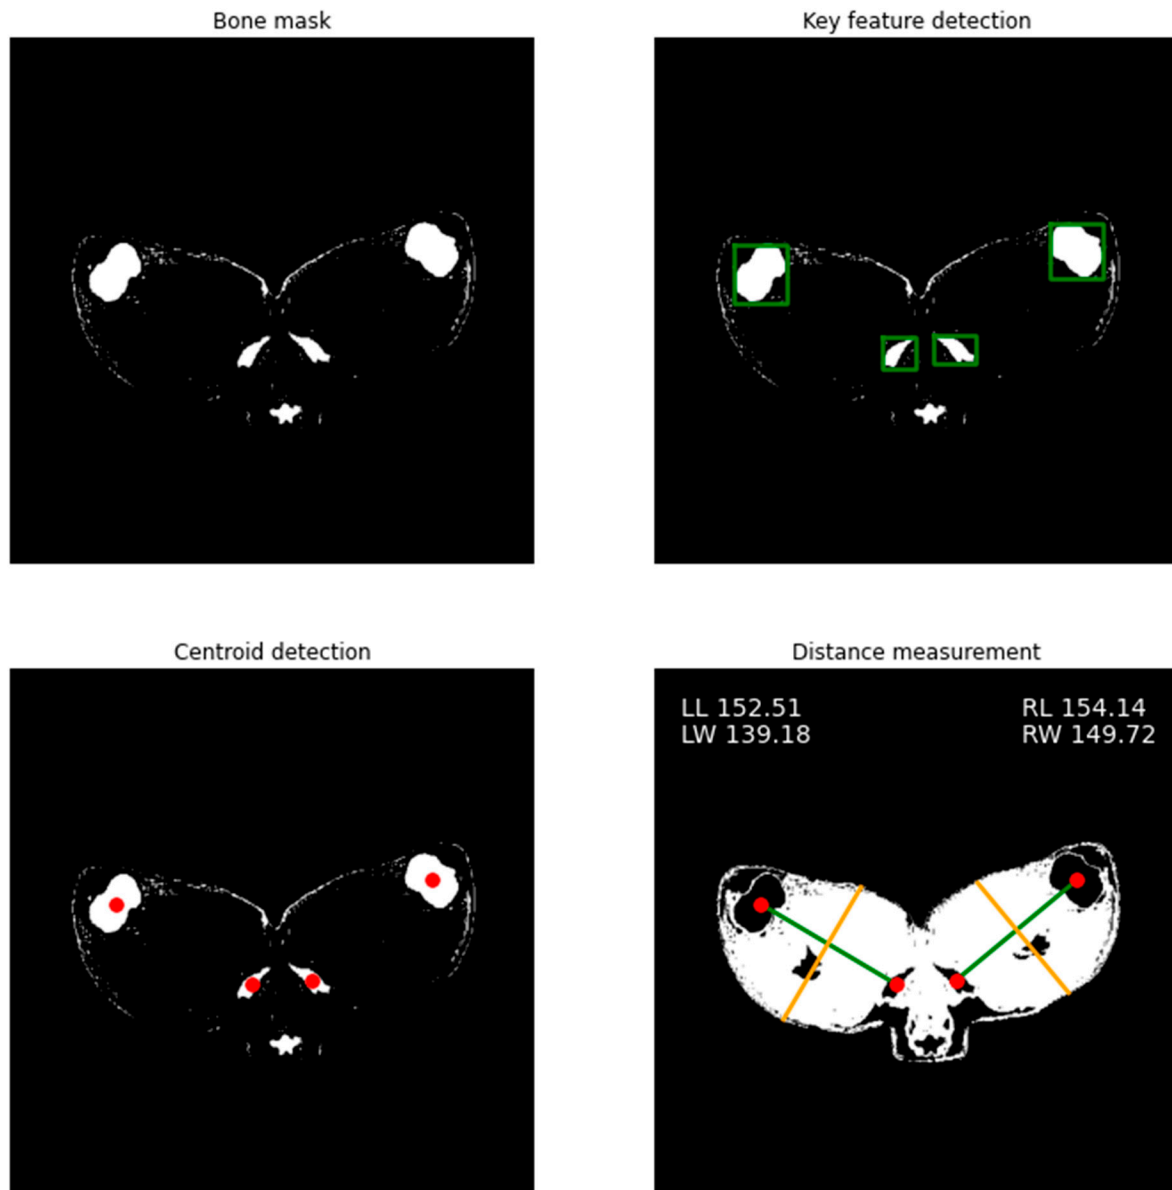 Bone mask
Key feature detection
Centroid detection
Distance measurement
LL 152.51
LW 139.18
RL 154.14
RW 149.72